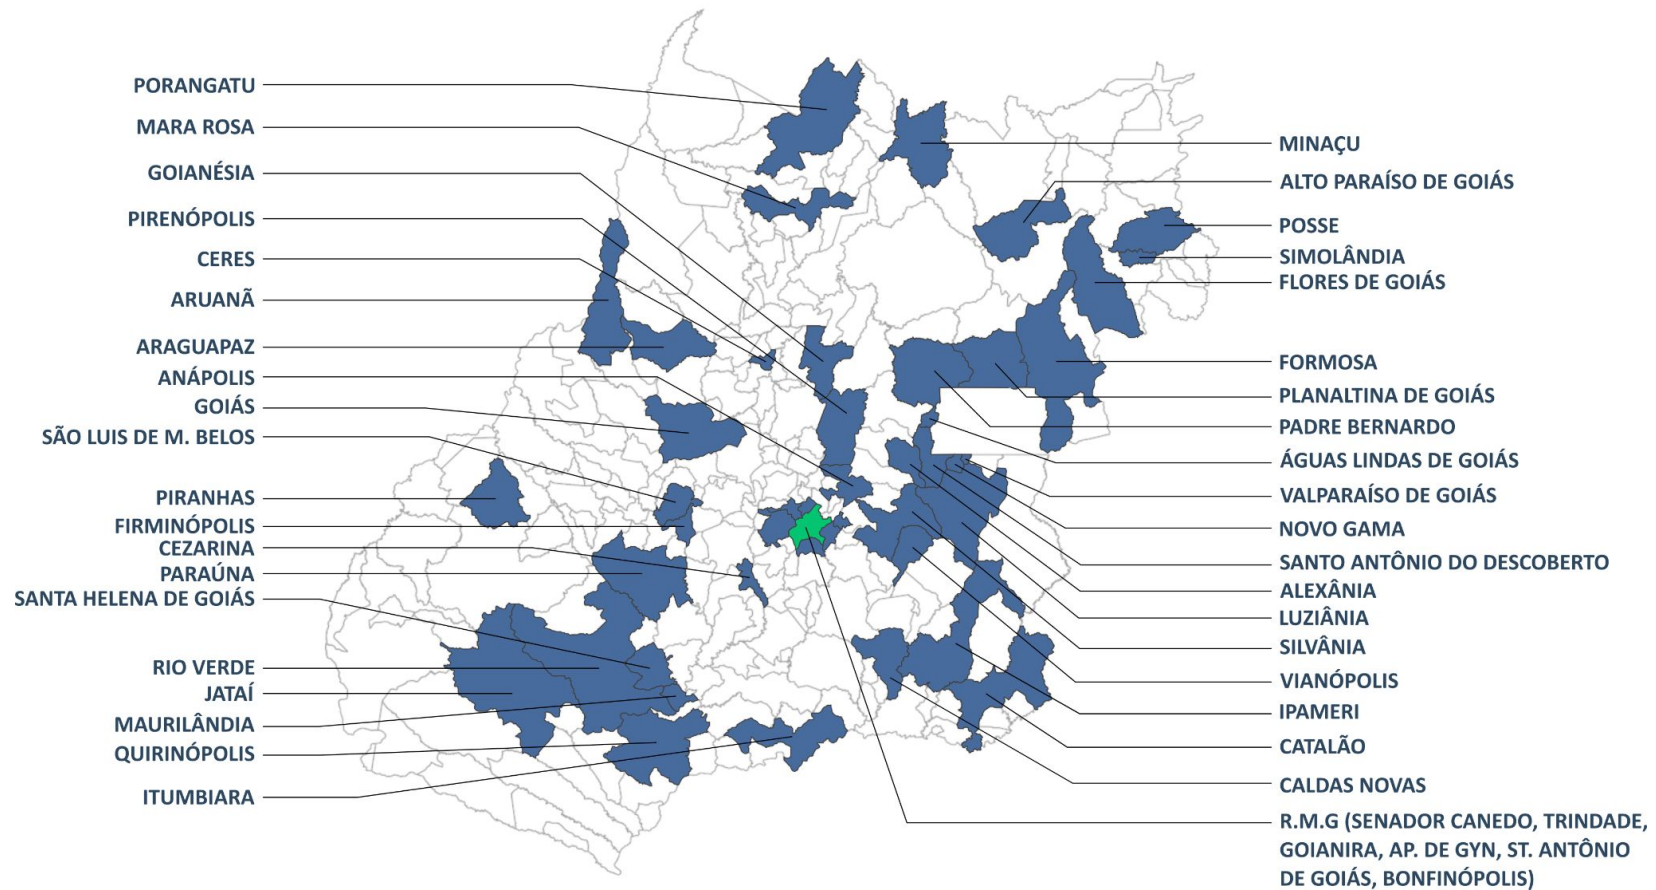 PORANGATU
MARA ROSA
GOIANÉSIA
PIRENÓPOLIS
CERES
ARUANÃ
ARAGUAPAZ
ANÁPOLIS
GOIÁS
SÃO LUIS DE M. BELOS
PIRANHAS
FIRMINÓPOLIS
CEZARINA
PARAÚNA
SANTA HELENA DE GOIÁS
RIO VERDE
JATAÍ
MAURILÂNDIA
QUIRINÓPOLIS
ITUMBIARA
MINAÇU
ALTO PARAÍSO DE GOIÁS
POSSE
SIMOLÂNDIA
FLORES DE GOIÁS
FORMOSA
PLANALTINA DE GOIÁS
PADRE BERNARDO
ÁGUAS LINDAS DE GOIÁS
VALPARAÍSO DE GOIÁS
NOVO GAMA
SANTO ANTÔNIO DO DESCOBERTO
ALEXÂNIA
LUZIÂNIA
SILVÂNIA
VIANÓPOLIS
IPAMERI
CATALÃO
CALDAS NOVAS
R.M.G (SENADOR CANEDO, TRINDADE,
GOIANIRA, AP. DE GYN, ST. ANTÔNIO
DE GOIÁS, BONFINÓPOLIS)